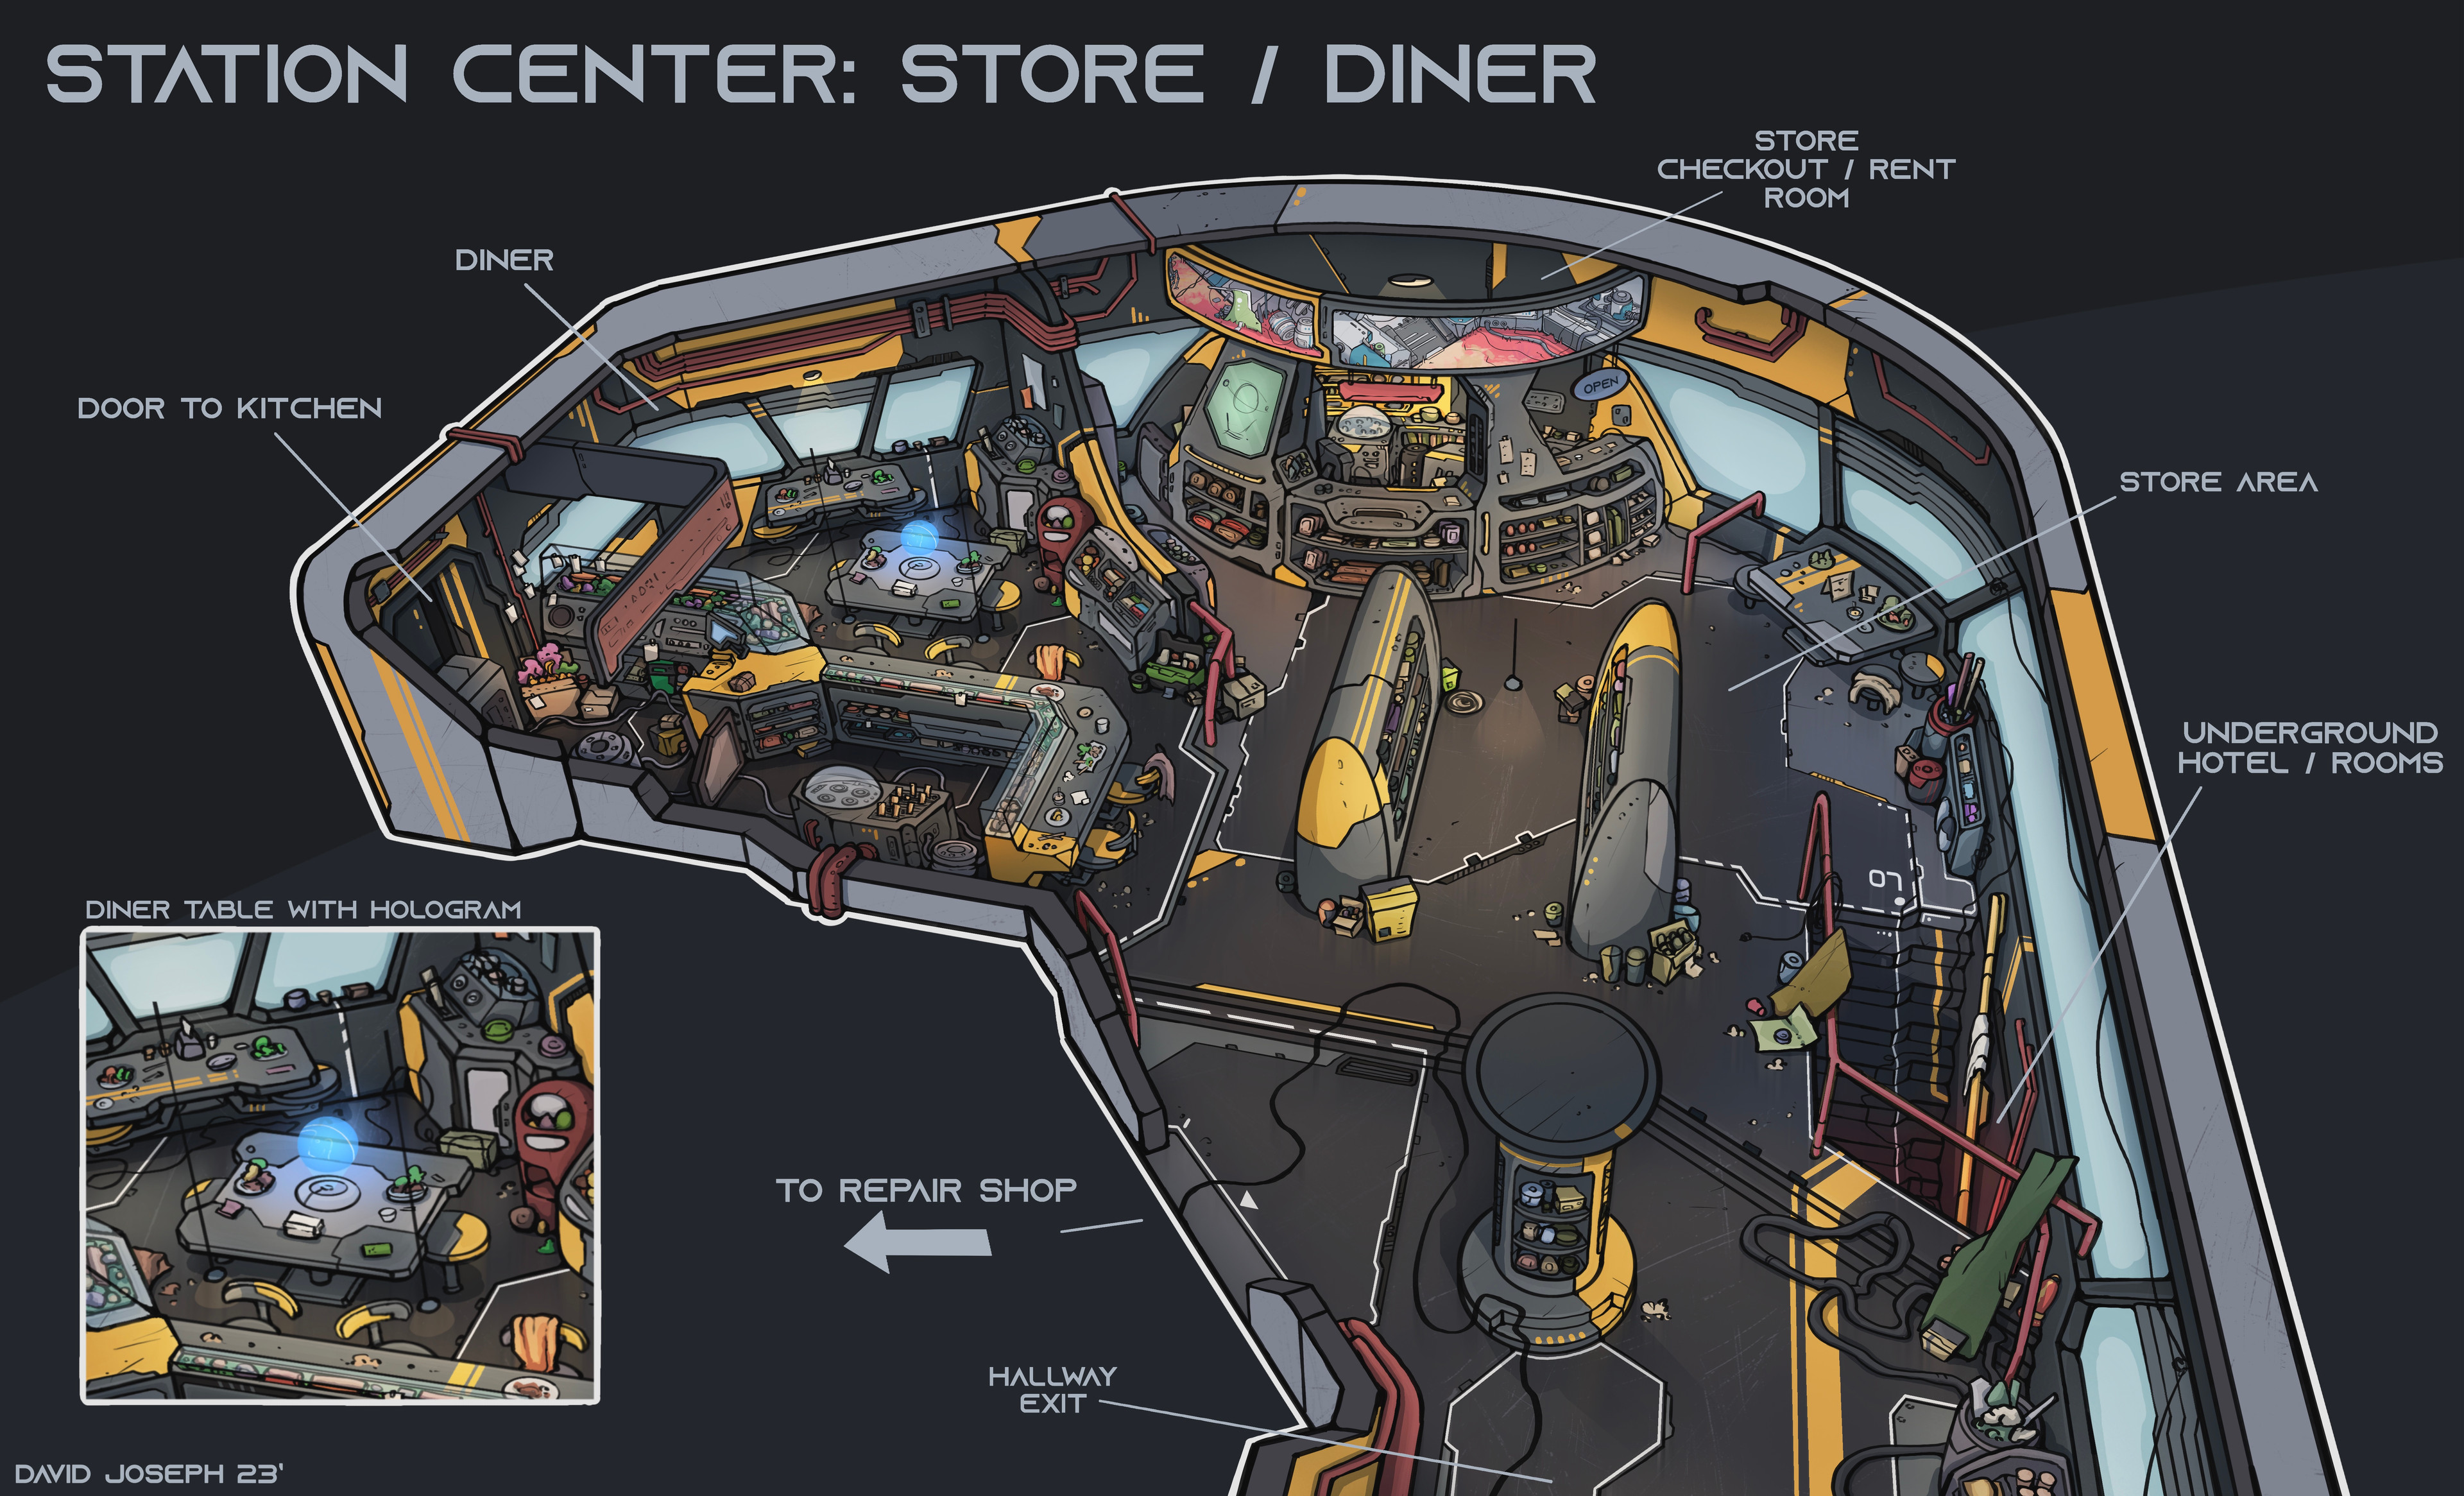 STATION CENTER: STORE / DINER
STORE
CHECKOUT / RENT
ROOM
DINER
DOOR TO KITCHEN
OPEN
STORE AREA
UNDERGROUND
HOTEL / ROOMS
DINER TABLE WITH HOLOGRAM
TO REPAIR SHOP
HALLWAY
EXIT
DAVID JOSEPH 23'